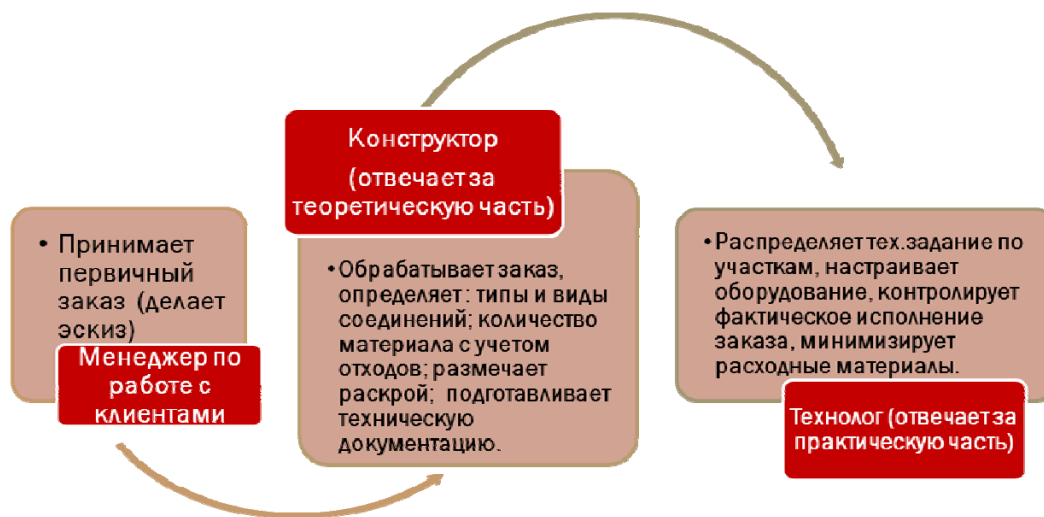 • Принимает
первичный
заказ (делает
эскиз)
Менеджер по
работе с
клиентами
Конструктор
(отвечает за
теоретическую часть)
• Обрабатывает заказ,
определяет: типы и виды
соединений; количество
материала с учетом
отходов; размечает
раскрой; подготавливает
техническую
документацию.
• Распределяет тех.задание по
участкам, настраивает
оборудование, контролирует
фактическое исполнение
заказа, минимизирует
расходные материалы.
Технолог (отвечает за
практическую часть)